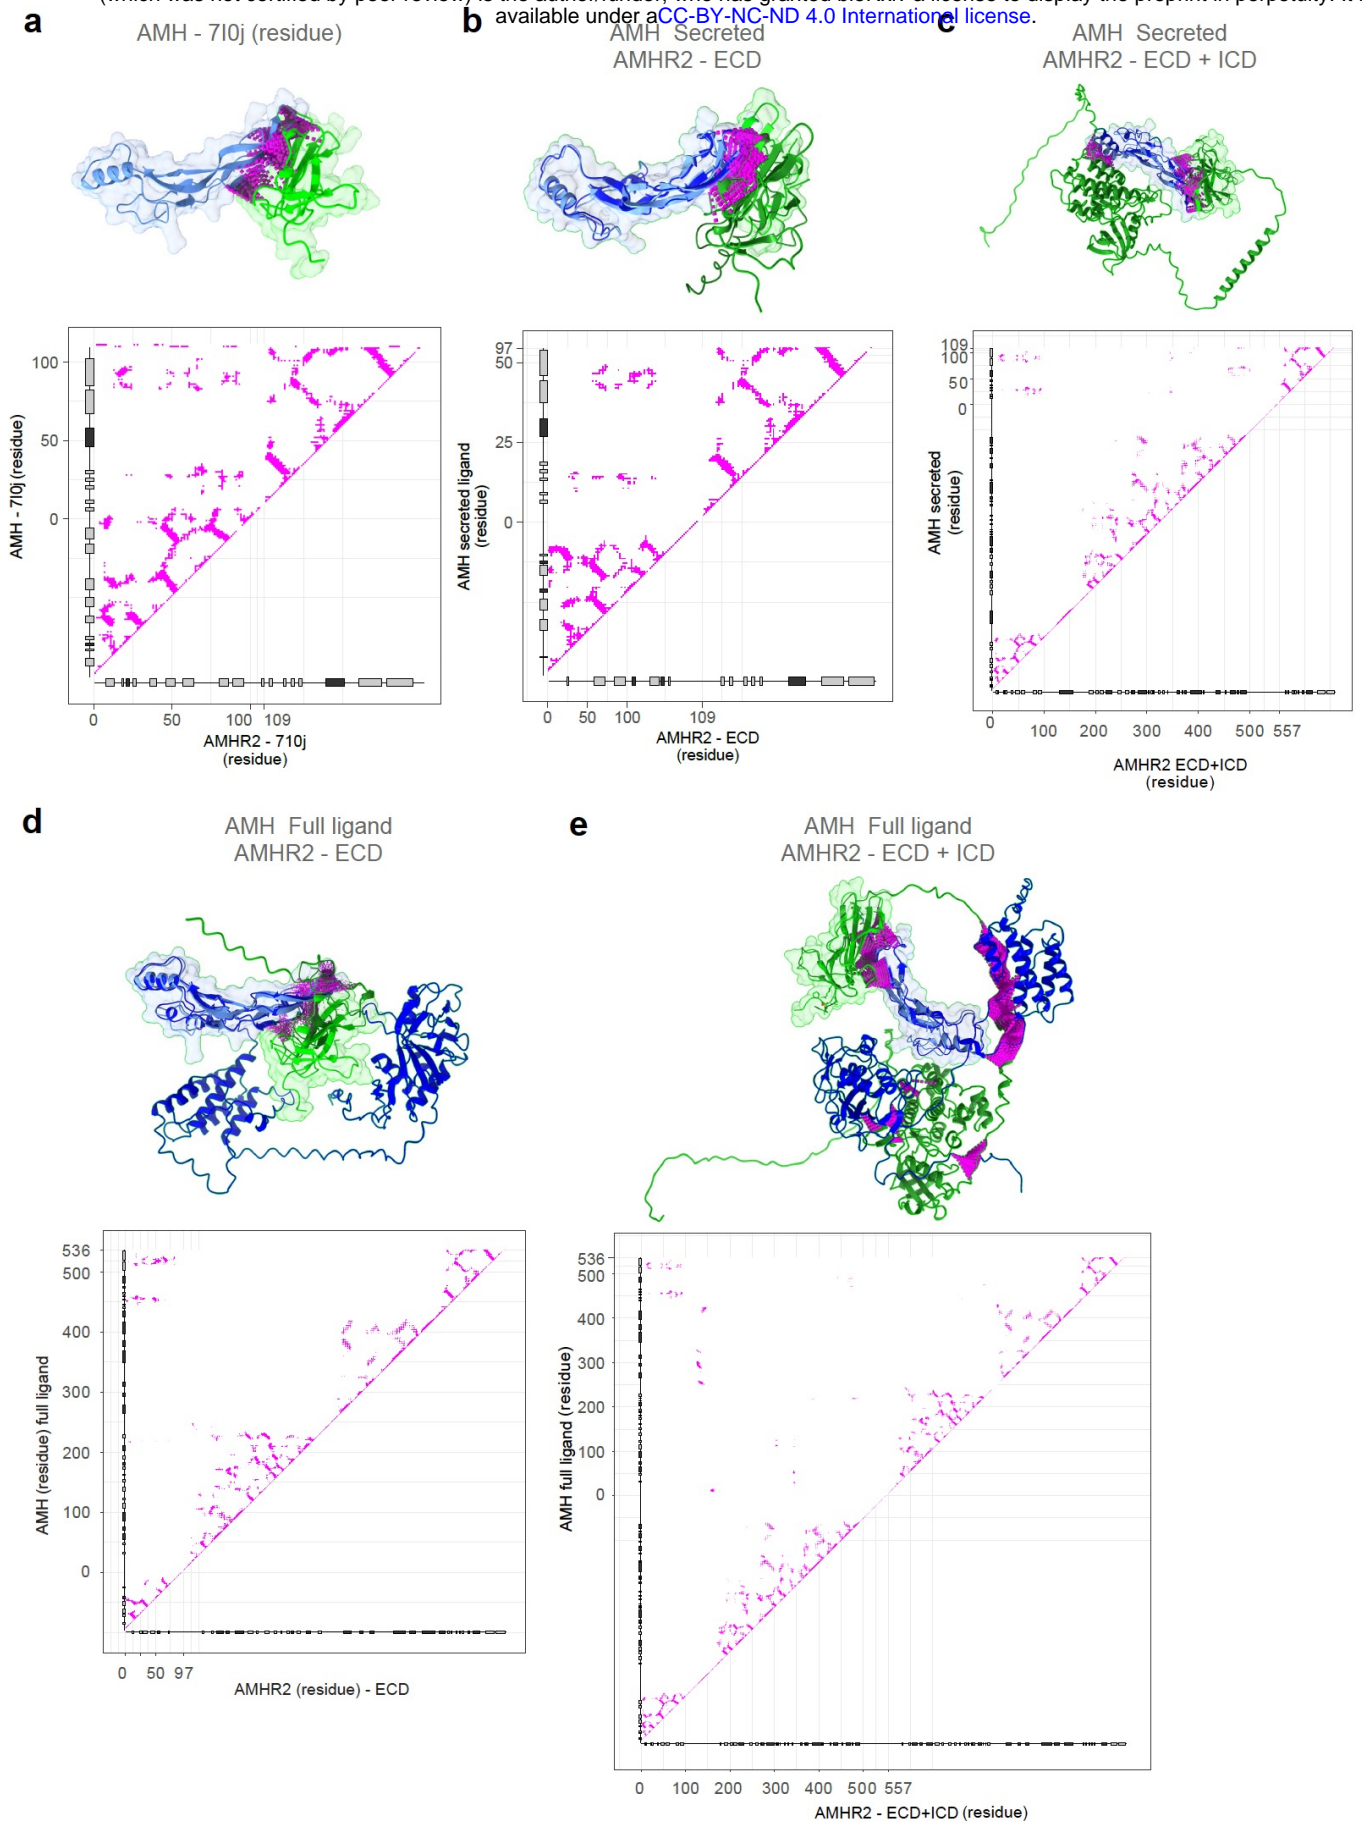 available under aCC-BY-NC-ND 4.0 International license.
a
AMH - 7l0j (residue)
b
AMH Secreted
AMHR2 - ECD
c
AMH Secreted
AMHR2 - ECD + ICD
100
50
0
AMH - 7l0j (residue)
0 50 100 109
AMHR2 - 710j
(residue)
97
50
25
0
AMH secreted ligand
(residue)
0 50 100 109
AMHR2 - ECD
(residue)
109
100
50
0
AMH secreted
(residue)
0 100 200 300 400 500 557
AMHR2 ECD+ICD
(residue)
d
AMH Full ligand
AMHR2 - ECD
e
AMH Full ligand
AMHR2 - ECD + ICD
536
500
400
300
200
100
0
AMH (residue) full ligand
0 50 97
AMHR2 (residue) - ECD
536
500
400
300
200
100
0
AMH full ligand (residue)
0 100 200 300 400 500 557
AMHR2 - ECD+ICD (residue)